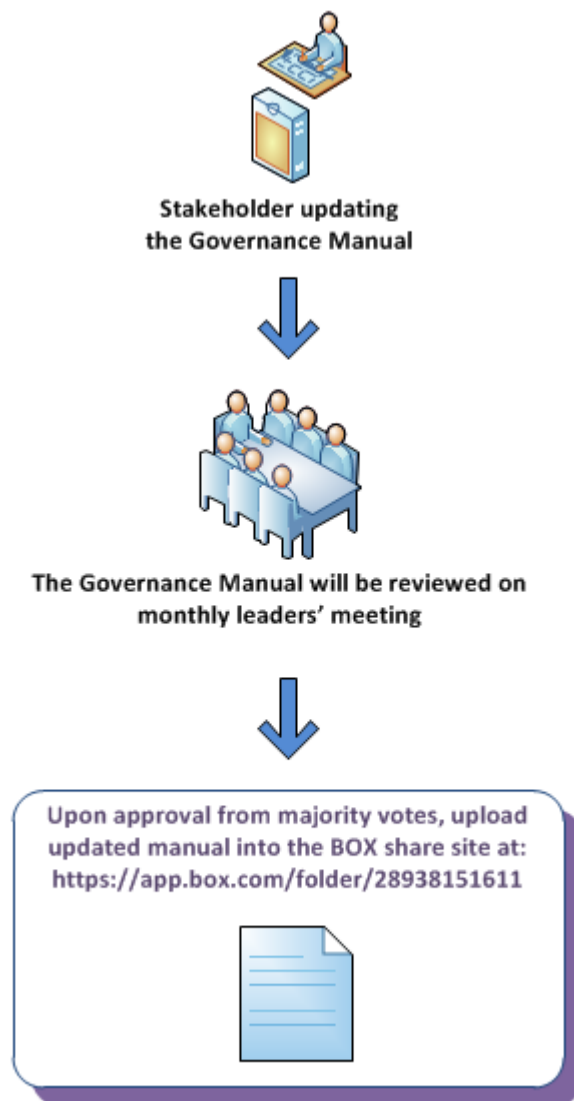 Stakeholder updating
the Governance Manual
The Governance Manual will be reviewed on
monthly leaders’ meeting
Upon approval from majority votes, upload
updated manual into the BOX share site at:
https://app.box.com/folder/28938151611